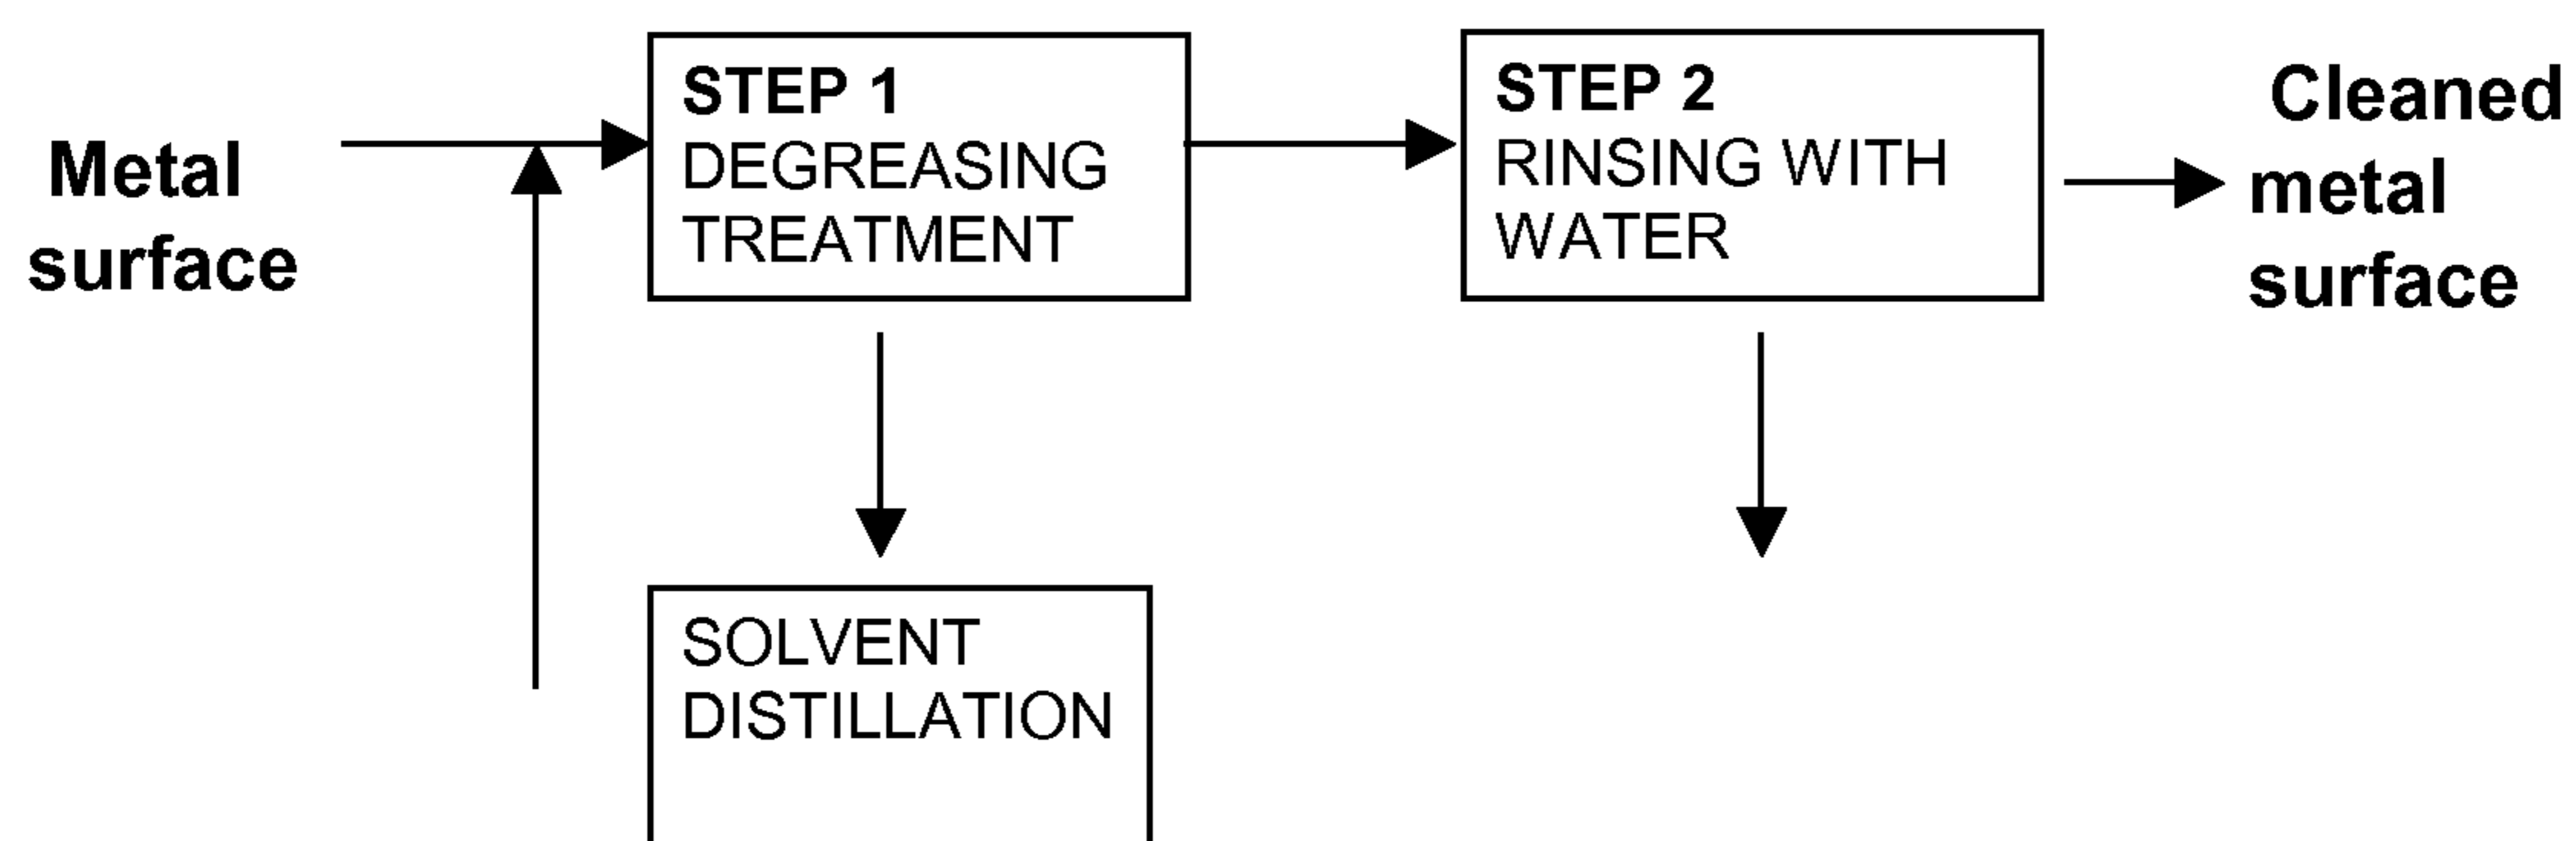 Metal
surface
STEP 1
DEGREASING
TREATMENT
STEP 2
RINSING WITH
WATER
Cleaned
metal
surface
SOLVENT
DISTILLATION